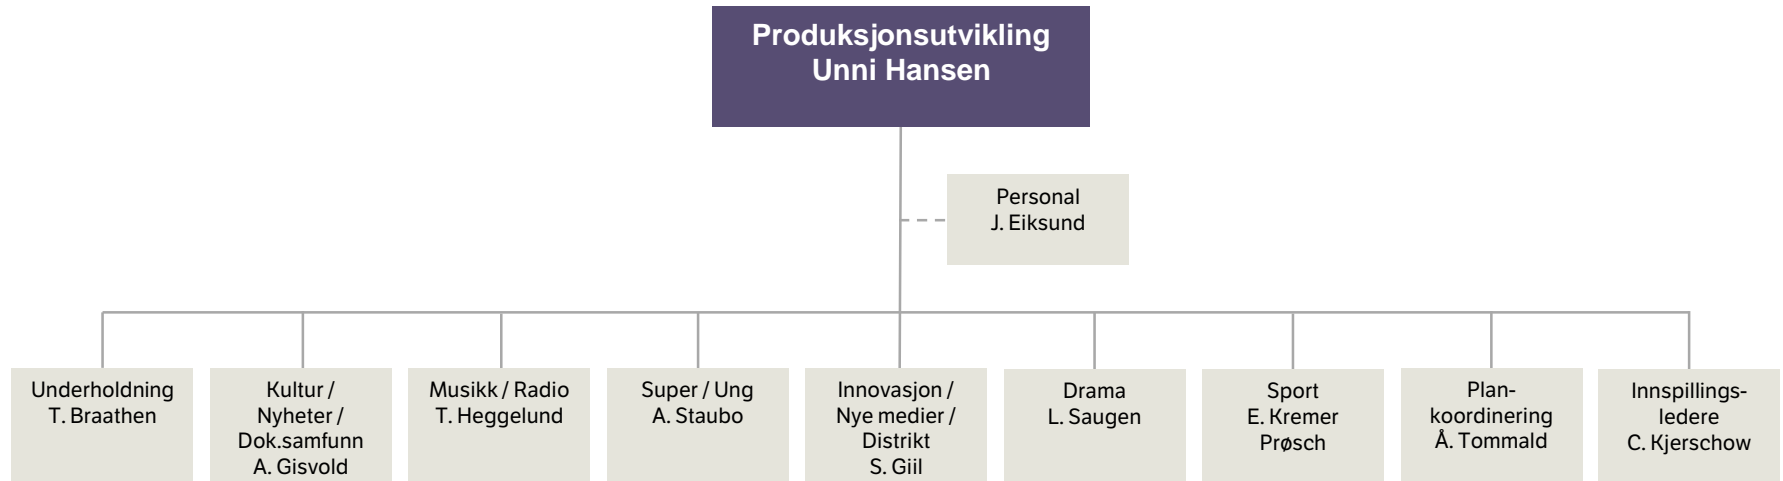 Produksjonsutvikling
Unni Hansen
Personal
J. Eiksund
Underholdning
T. Braathen
Kultur /
Nyheter /
Dok.samfunn
A. Gisvold
Musikk / Radio
T. Heggelund
Super / Ung
A. Staubo
Innovasjon /
Nye medier /
Distrikt
S. Giil
Drama
L. Saugen
Sport
E. Kremer
Prøsch
Plan-
koordinering
Å. Tommald
Innspillings-
ledere
C. Kjerschow